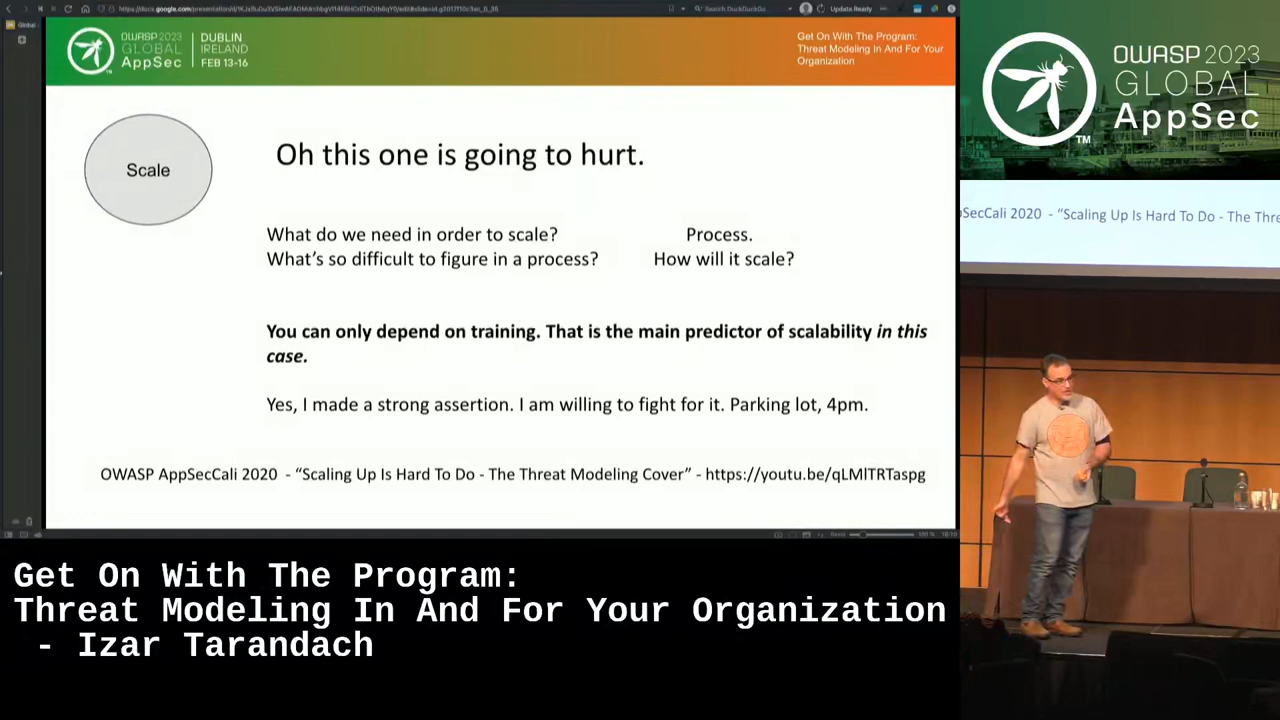 Search DuckDuckGo
Update Ready
Global
OWASP 2023
GLOBAL
AppSec
DUBLIN
IRELAND
FEB 13-16
Get On With The Program:
Threat Modeling In And For Your
Organization
OWASP 2023
GLOBAL
AppSec
TM
Scale
Oh this one is going to hurt.
What do we need in order to scale?
Process.
What's so difficult to figure in a process?
How will it scale?
You can only depend on training. That is the main predictor of scalability in this
case.
Yes, I made a strong assertion. I am willing to fight for it. Parking lot, 4pm.
OWASP AppSecCali 2020 - “Scaling Up Is Hard To Do - The Threat Modeling Cover” - https://youtu.be/qLMlTRTaspg
SecCali 2020 - “Scaling Up Is Hard To Do - The Thre
Get On With The Program:
Threat Modeling In And For Your Organization
- Izar Tarandach